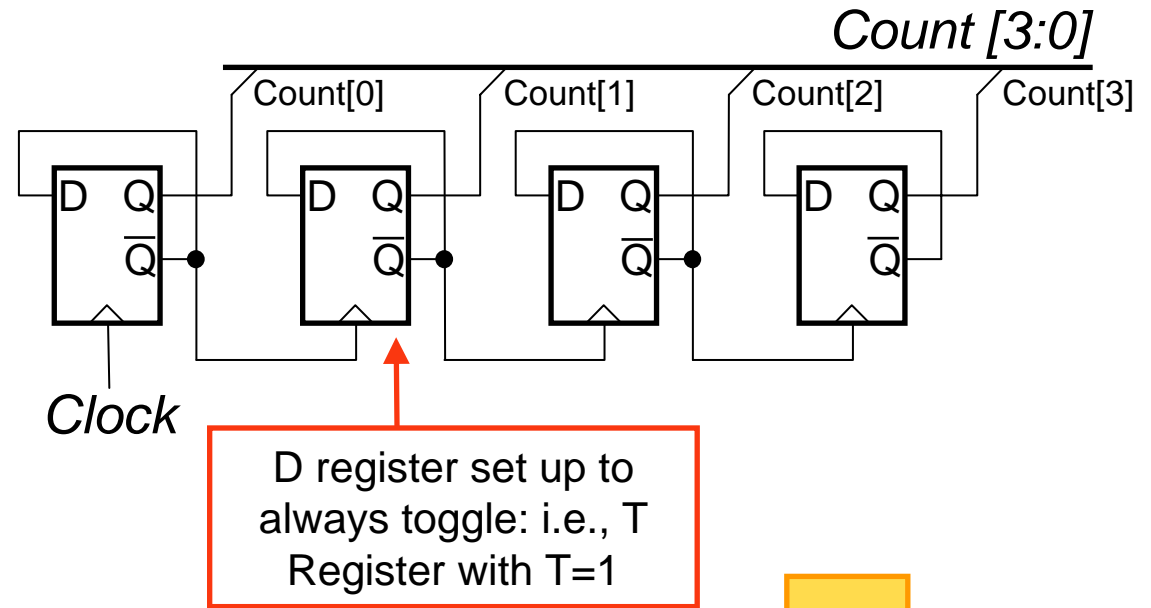 Count [3:0]
Count[0] Count[1] Count[2] Count[3]
D Q D Q D Q D Q
Q̅ Q̅ Q̅ Q̅
Clock
D register set up to
always toggle: i.e., T
Register with T=1